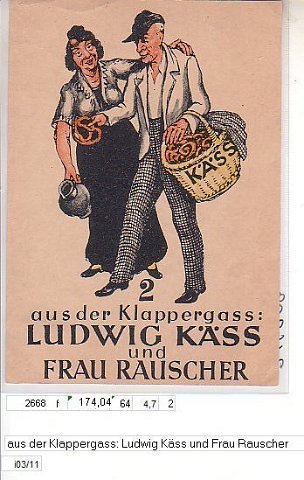 KÄSS
2
aus der Klappergass:
LUDWIG KÄSS
und
FRAU RAUSCHER
2668 f 174,04 64 4,7 2
aus der Klappergass: Ludwig Käss und Frau Rauscher
i03/11